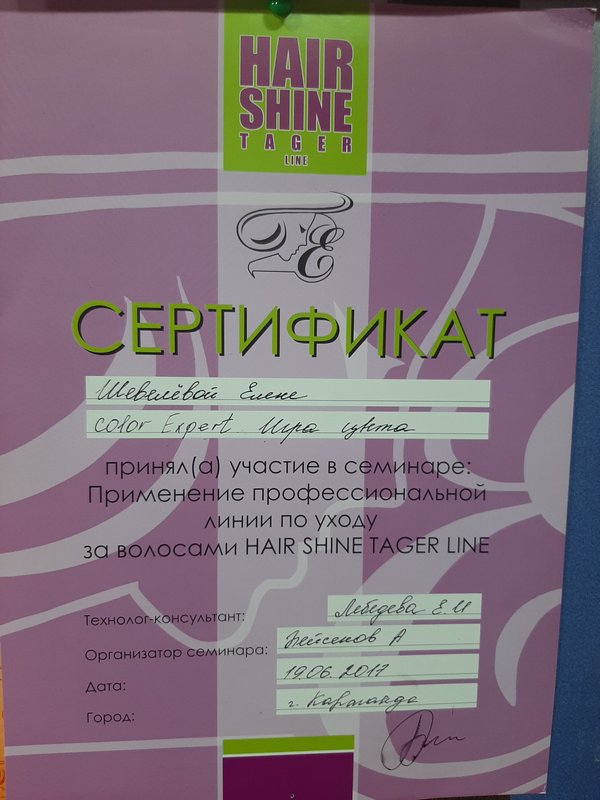 HAIR
SHINE
TAGER
LINE
СЕРТИФИКАТ
Шевелёвой Елене
Color Expert Игра цвета
принял(а) участие в семинаре:
Применение профессиональной
линии по уходу
за волосами HAIR SHINE TAGER LINE
Технолог-консультант: Лебедева Е.И
Организатор семинара: Бейсенов А
Дата: 19.06.2017
Город: г. Караганда